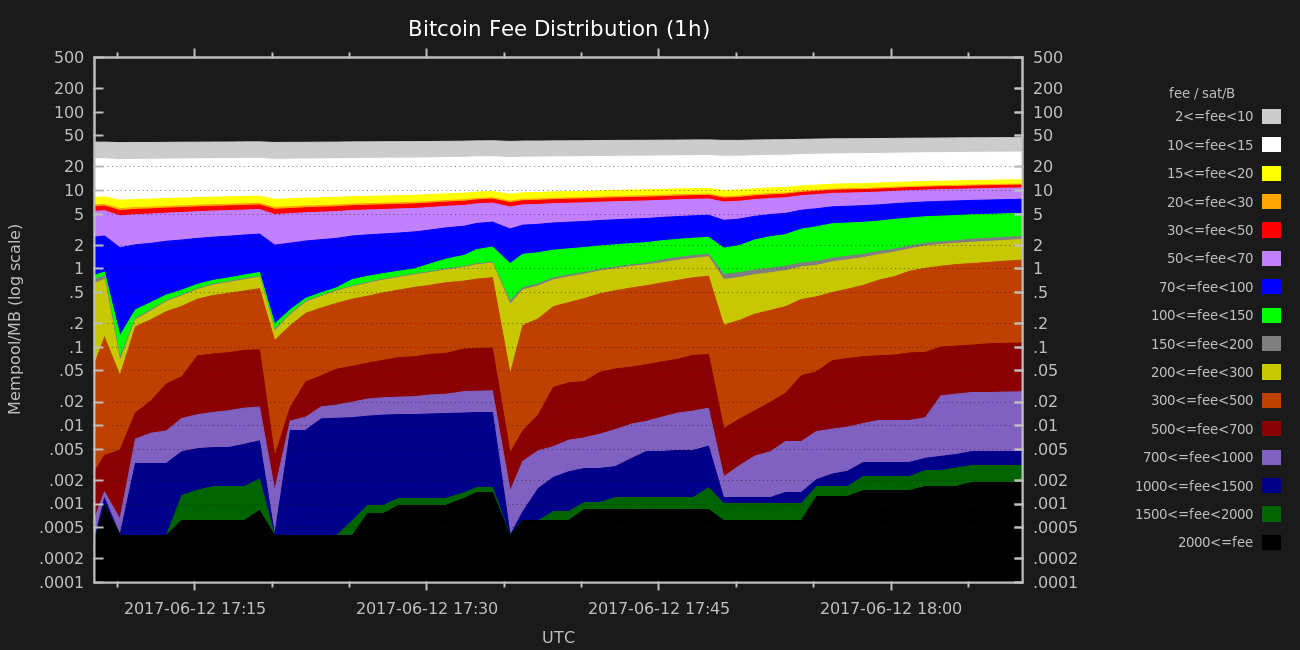 Bitcoin Fee Distribution (1h)
Mempool/MB (log scale)
500
200
100
50
20
10
5
2
1
.5
.2
.1
.05
.02
.01
.005
.002
.001
.0005
.0002
.0001
500
200
100
50
20
10
5
2
1
.5
.2
.1
.05
.02
.01
.005
.002
.001
.0005
.0002
.0001
2017-06-12 17:15
2017-06-12 17:30
2017-06-12 17:45
2017-06-12 18:00
UTC
fee / sat/B
2<=fee<10
10<=fee<15
15<=fee<20
20<=fee<30
30<=fee<50
50<=fee<70
70<=fee<100
100<=fee<150
150<=fee<200
200<=fee<300
300<=fee<500
500<=fee<700
700<=fee<1000
1000<=fee<1500
1500<=fee<2000
2000<=fee